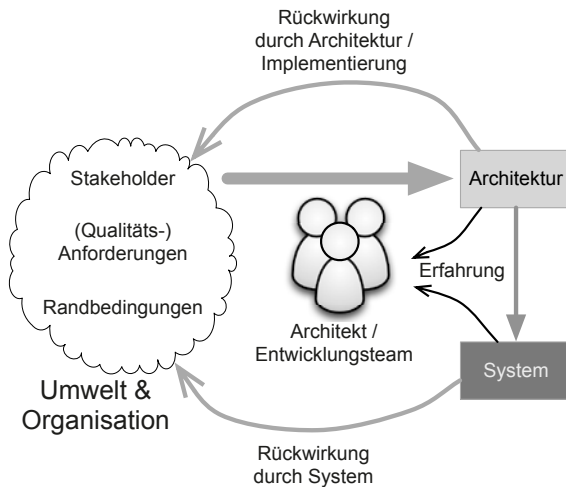 Rückwirkung
durch Architektur /
Implementierung
Stakeholder
(Qualitäts-)
Anforderungen
Randbedingungen
Umwelt &
Organisation
Architekt /
Entwicklungsteam
Architektur
Erfahrung
System
Rückwirkung
durch System